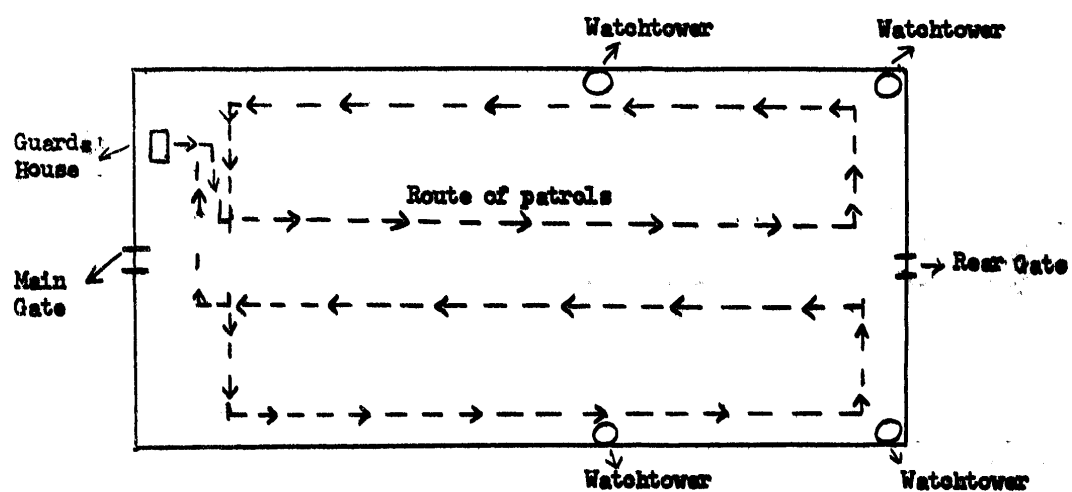 Watchtower
Watchtower
Guards
House
Route of patrols
Main
Gate
Rear Gate
Watchtower
Watchtower